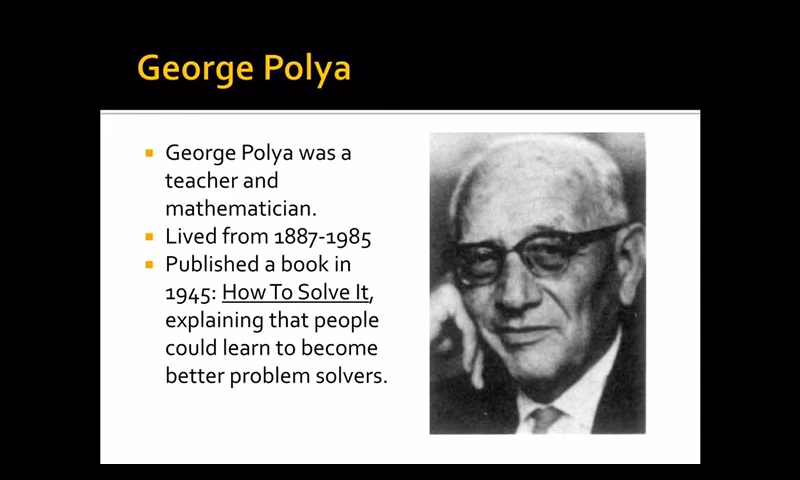 George Polya
George Polya was a
teacher and
mathematician.
Lived from 1887-1985
Published a book in
1945: How To Solve It,
explaining that people
could learn to become
better problem solvers.